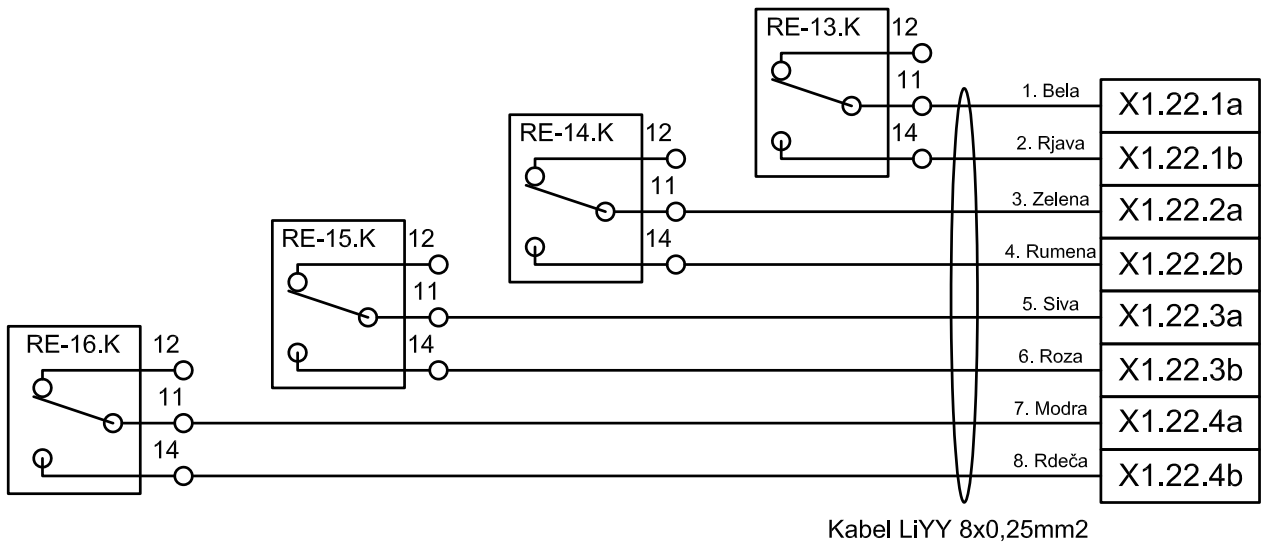 RE-13.K 12
11 1. Bela X1.22.1a
14 2. Rjava X1.22.1b
RE-14.K 12
11 3. Zelena X1.22.2a
14 4. Rumena X1.22.2b
RE-15.K 12
11 5. Siva X1.22.3a
14 6. Roza X1.22.3b
RE-16.K 12
11 7. Modra X1.22.4a
14 8. Rdeča X1.22.4b
Kabel LiYY 8x0,25mm2